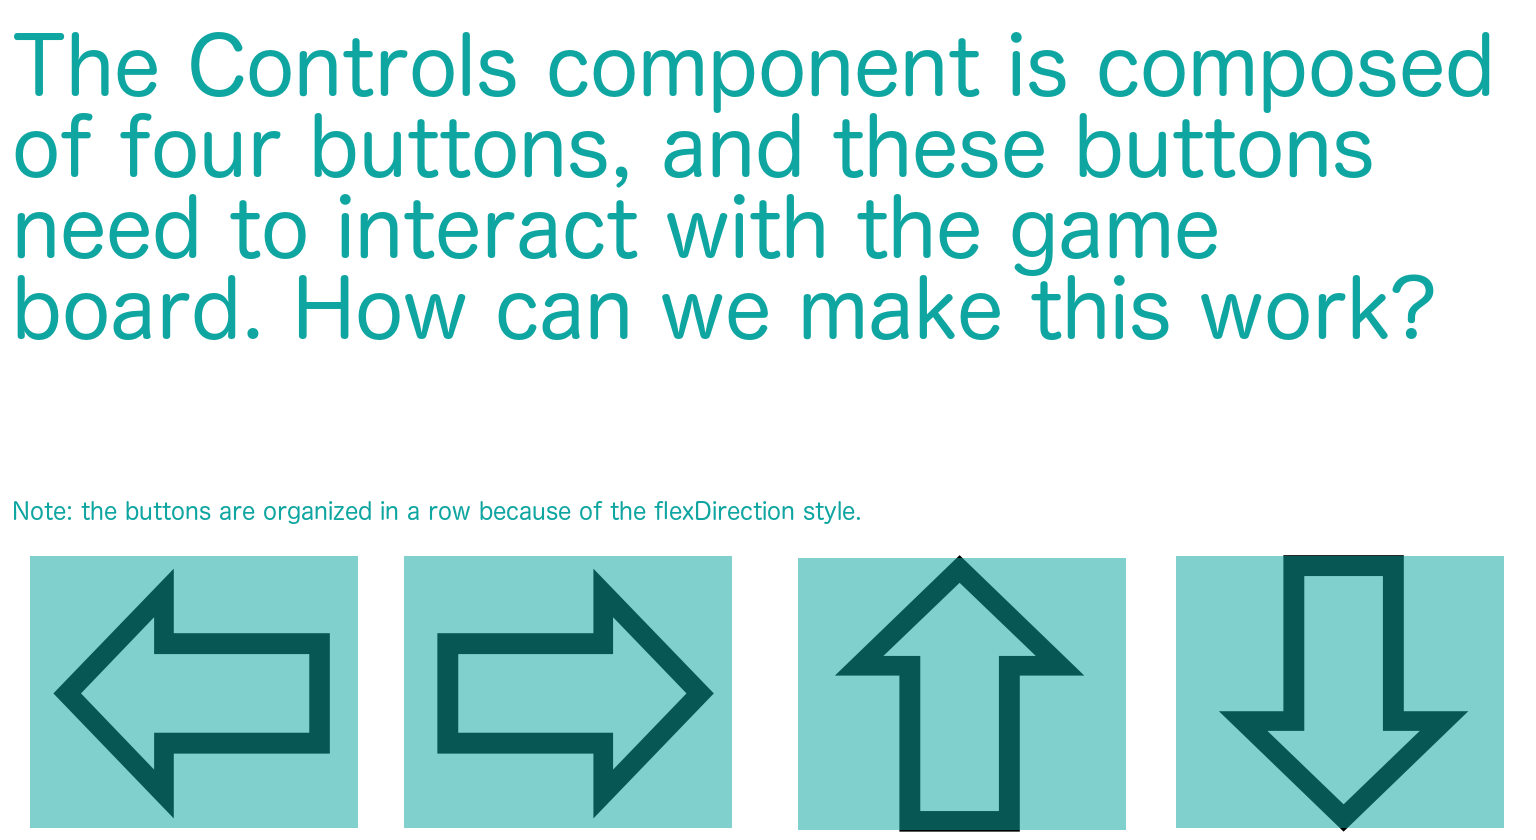 The Controls component is composed
of four buttons, and these buttons
need to interact with the game
board. How can we make this work?
Note: the buttons are organized in a row because of the flexDirection style.